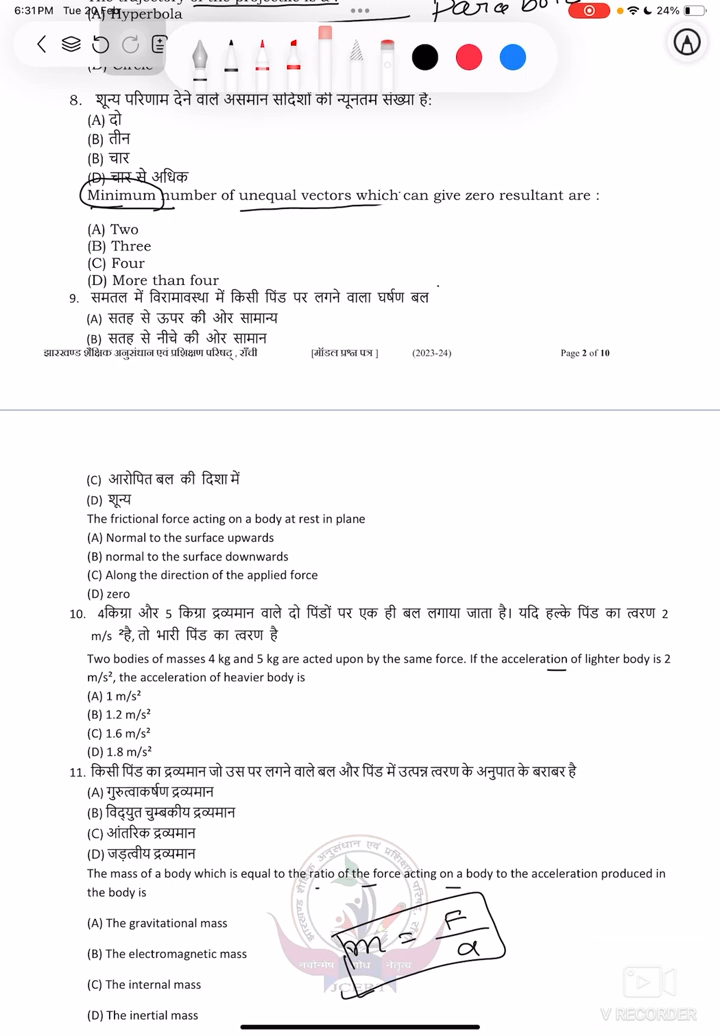 6:31PM Tue 20 Feb
(A) Hyperbola
24%
(D) Circle
8. शून्य परिणाम देने वाले असमान सदिशों की न्यूनतम संख्या है:
(A) दो
(B) तीन
(B) चार
(D) चार से अधिक
Minimum number of unequal vectors which can give zero resultant are :
(A) Two
(B) Three
(C) Four
(D) More than four
9. समतल में विरामावस्था में किसी पिंड पर लगने वाला घर्षण बल
(A) सतह से ऊपर की ओर सामान्य
(B) सतह से नीचे की ओर सामान
झारखण्ड शैक्षिक अनुसंधान एवं प्रशिक्षण परिषद् , राँची [मॉडल प्रश्न पत्र ] (2023-24) Page 2 of 10
(C) आरोपित बल की दिशा में
(D) शून्य
The frictional force acting on a body at rest in plane
(A) Normal to the surface upwards
(B) normal to the surface downwards
(C) Along the direction of the applied force
(D) zero
10. 4किग्रा और 5 किग्रा द्रव्यमान वाले दो पिंडों पर एक ही बल लगाया जाता है। यदि हल्के पिंड का त्वरण 2
m/s ²है, तो भारी पिंड का त्वरण है
Two bodies of masses 4 kg and 5 kg are acted upon by the same force. If the acceleration of lighter body is 2
m/s², the acceleration of heavier body is
(A) 1 m/s²
(B) 1.2 m/s²
(C) 1.6 m/s²
(D) 1.8 m/s²
11. किसी पिंड का द्रव्यमान जो उस पर लगने वाले बल और पिंड में उत्पन्न त्वरण के अनुपात के बराबर है
(A) गुरुत्वाकर्षण द्रव्यमान
(B) विद्युत चुम्बकीय द्रव्यमान
(C) आंतरिक द्रव्यमान
(D) जड़त्वीय द्रव्यमान
The mass of a body which is equal to the ratio of the force acting on a body to the acceleration produced in
the body is
(A) The gravitational mass
m = F/a
(B) The electromagnetic mass
(C) The internal mass
JCERT
(D) The inertial mass
V RECORDER